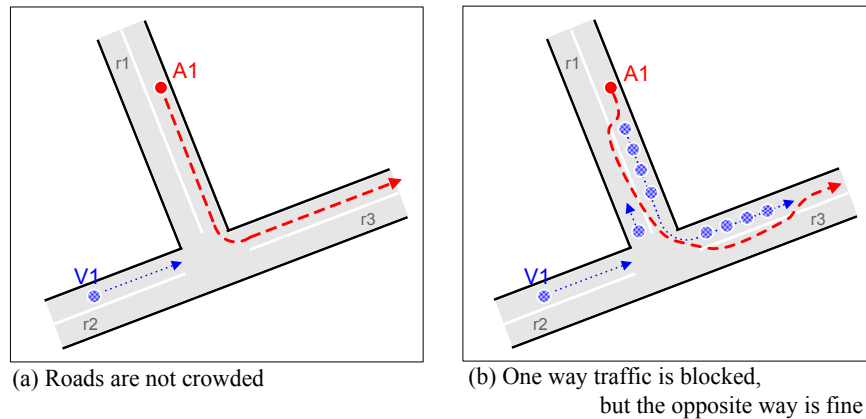 r1
A1
r3
V1
r2
(a) Roads are not crowded
r1
A1
r3
V1
r2
(b) One way traffic is blocked,
but the opposite way is fine